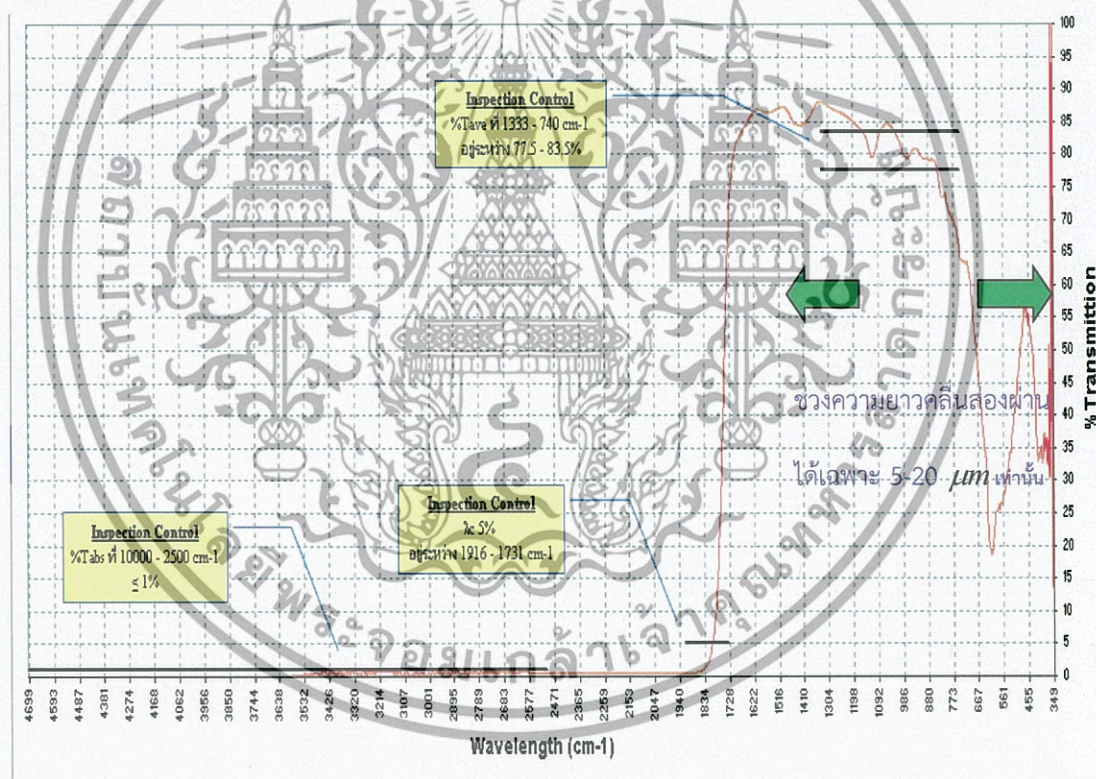 Inspection Control
%Tave ที่ 1333 - 740 cm-1
อยู่ระหว่าง 77.5 - 83.5%
Inspection Control
λc 5%
อยู่ระหว่าง 1916 - 1731 cm-1
Inspection Control
%Tabs ที่ 10000 - 2500 cm-1
≤ 1%
ช่วงความยาวคลื่นส่องผ่าน
ได้เฉพาะ 5-20 μm เท่านั้น
100
95
90
85
80
75
70
65
60
55
50
45
40
35
30
25
20
15
10
5
0
% Transmittion
4699 4593 4487 4381 4274 4168 4062 3956 3850 3744 3638 3532 3426 3320 3214 3107 3001 2895 2789 2683 2577 2471 2365 2259 2153 2047 1940 1834 1728 1622 1516 1410 1304 1198 1092 986 880 773 667 561 455 349
Wavelength (cm-1)